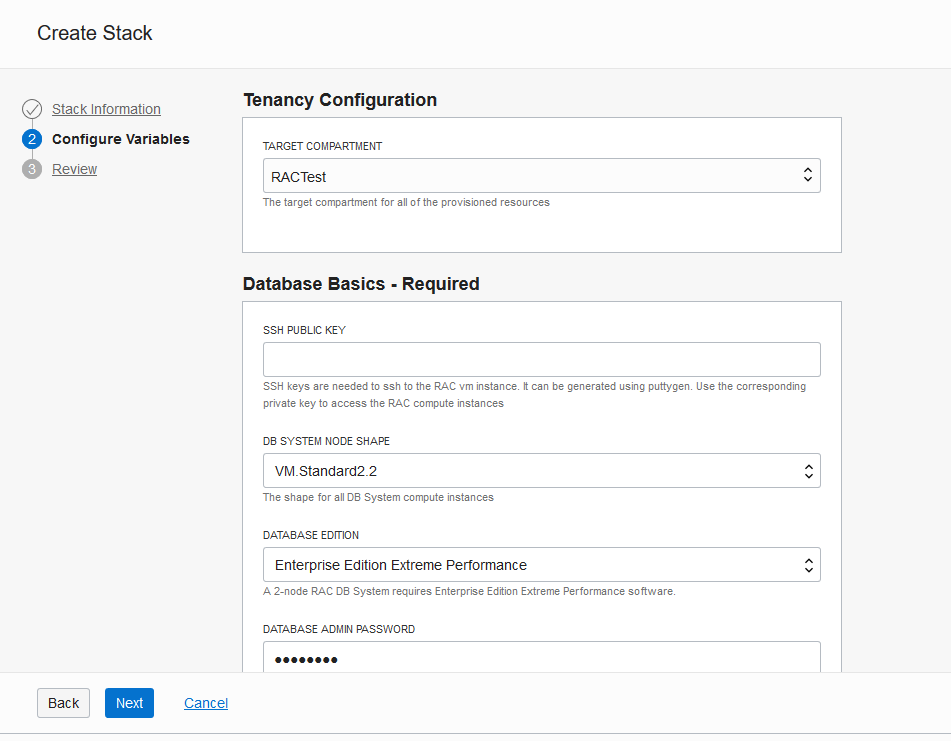 Create Stack
Stack Information
2 Configure Variables
3 Review
Tenancy Configuration
TARGET COMPARTMENT
RACTest
The target compartment for all of the provisioned resources
Database Basics - Required
SSH PUBLIC KEY
SSH keys are needed to ssh to the RAC vm instance. It can be generated using puttygen. Use the corresponding
private key to access the RAC compute instances
DB SYSTEM NODE SHAPE
VM.Standard2.2
The shape for all DB System compute instances
DATABASE EDITION
Enterprise Edition Extreme Performance
A 2-node RAC DB System requires Enterprise Edition Extreme Performance software.
DATABASE ADMIN PASSWORD
••••••••
Back Next Cancel